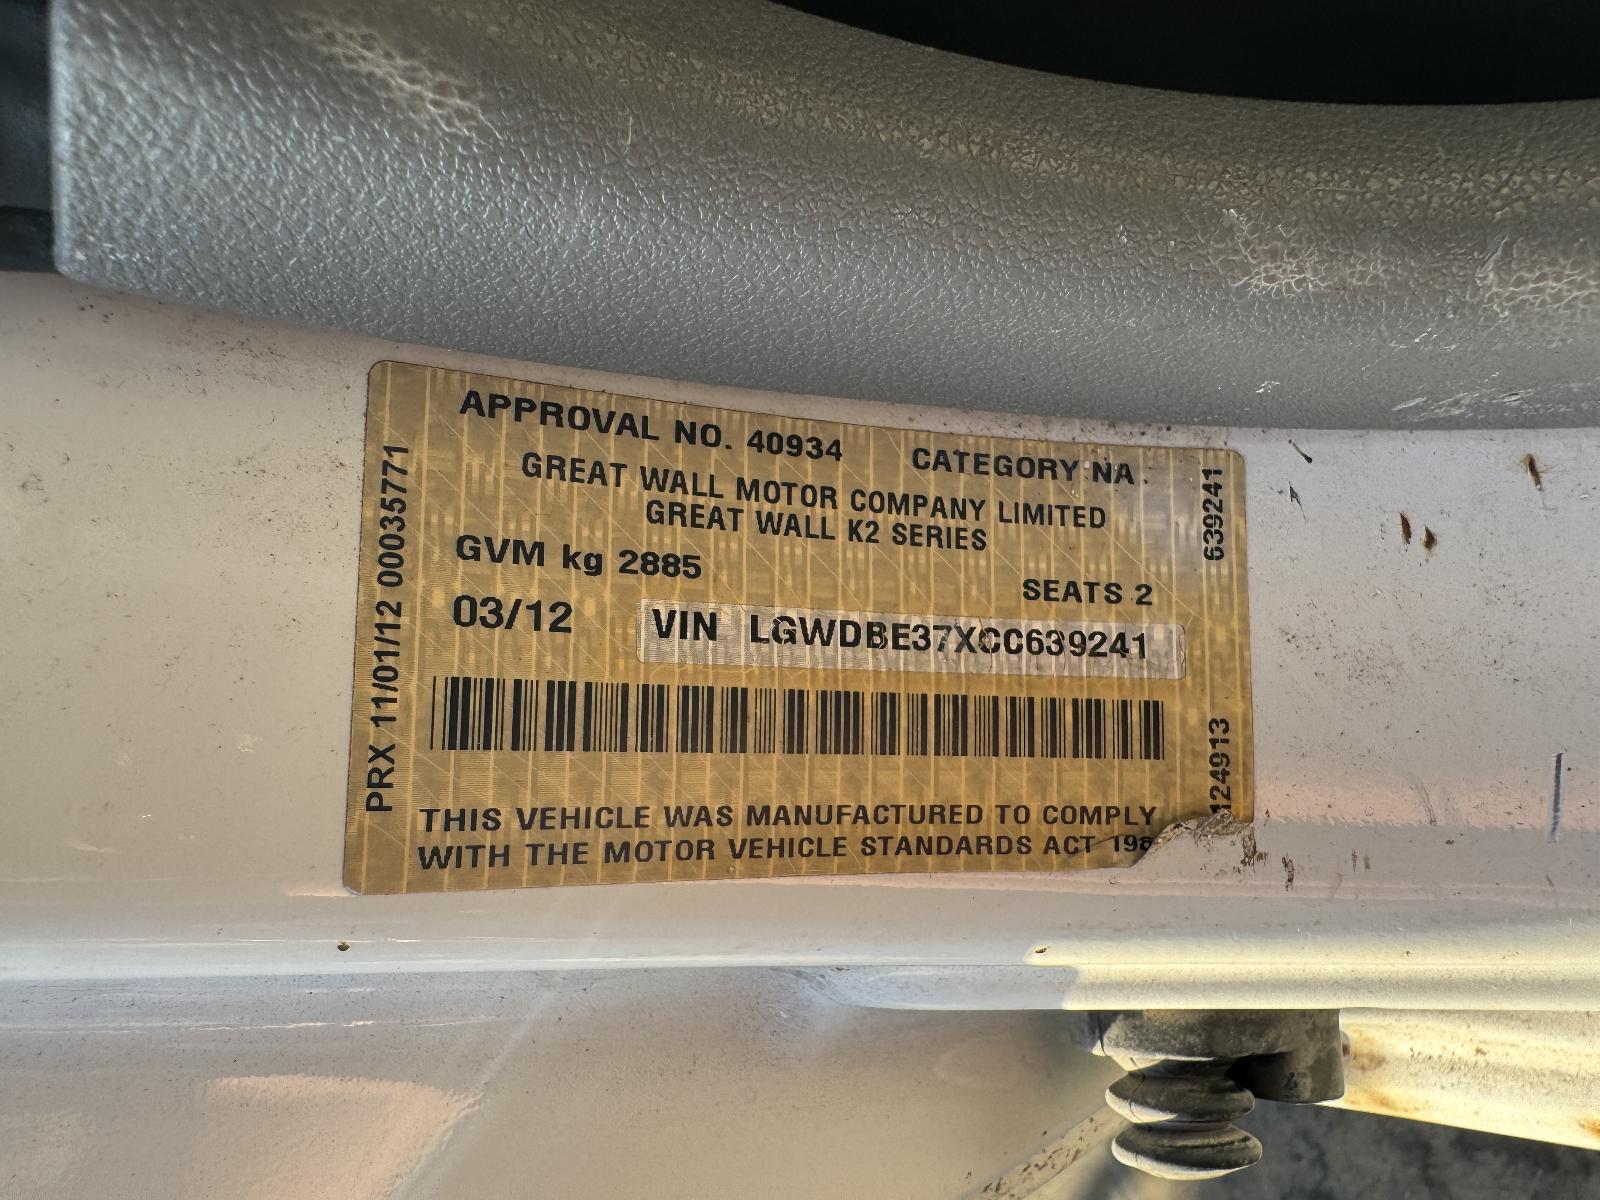 APPROVAL NO. 40934 CATEGORY NA
GREAT WALL MOTOR COMPANY LIMITED
GREAT WALL K2 SERIES
GVM kg 2885
SEATS 2
03/12 VIN LGWDBE37XCC639241
THIS VEHICLE WAS MANUFACTURED TO COMPLY
WITH THE MOTOR VEHICLE STANDARDS ACT 198
PRX 11/01/12 00035771
639241
124913